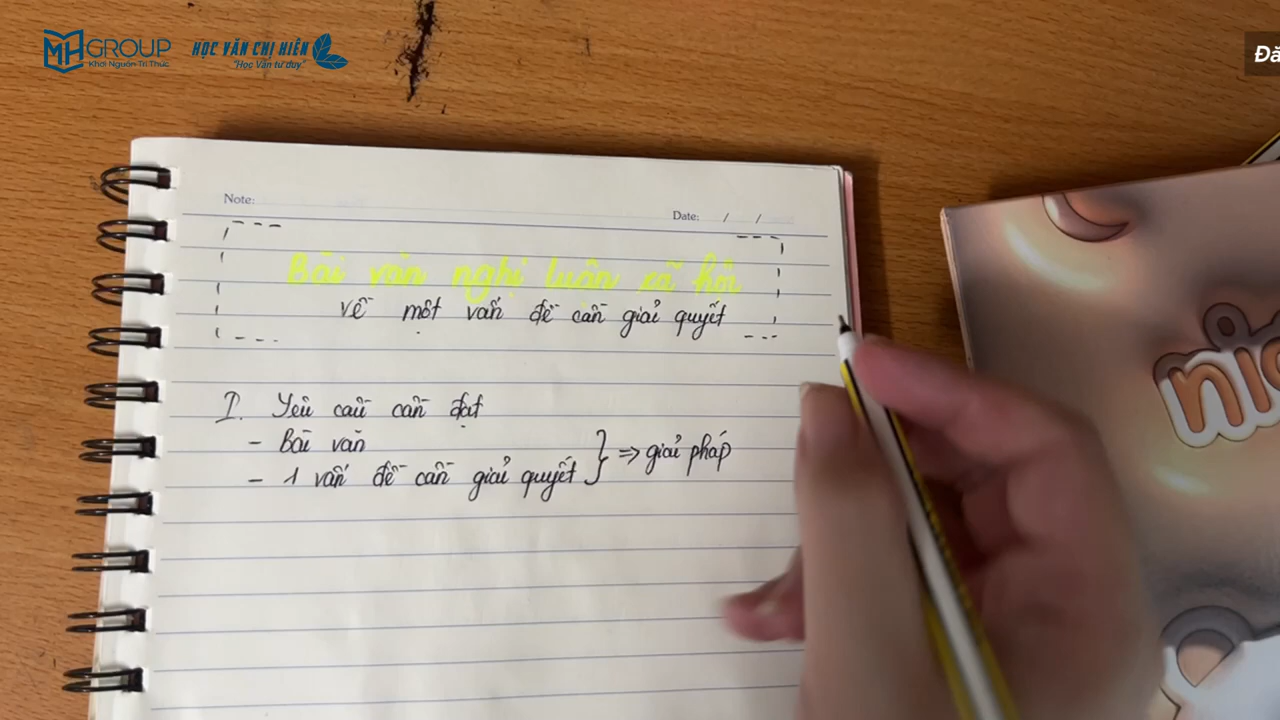 MH GROUP
Khơi Nguồn Tri Thức
HỌC VĂN CHỊ HIÊN
"Học Văn tư duy"
Đă
Note:
Date: / /
Bài văn nghị luận xã hội
về một vấn đề cần giải quyết
I. Yêu cầu cần đạt
- Bài văn
- 1 vấn đề cần giải quyết } ⇒ giải pháp